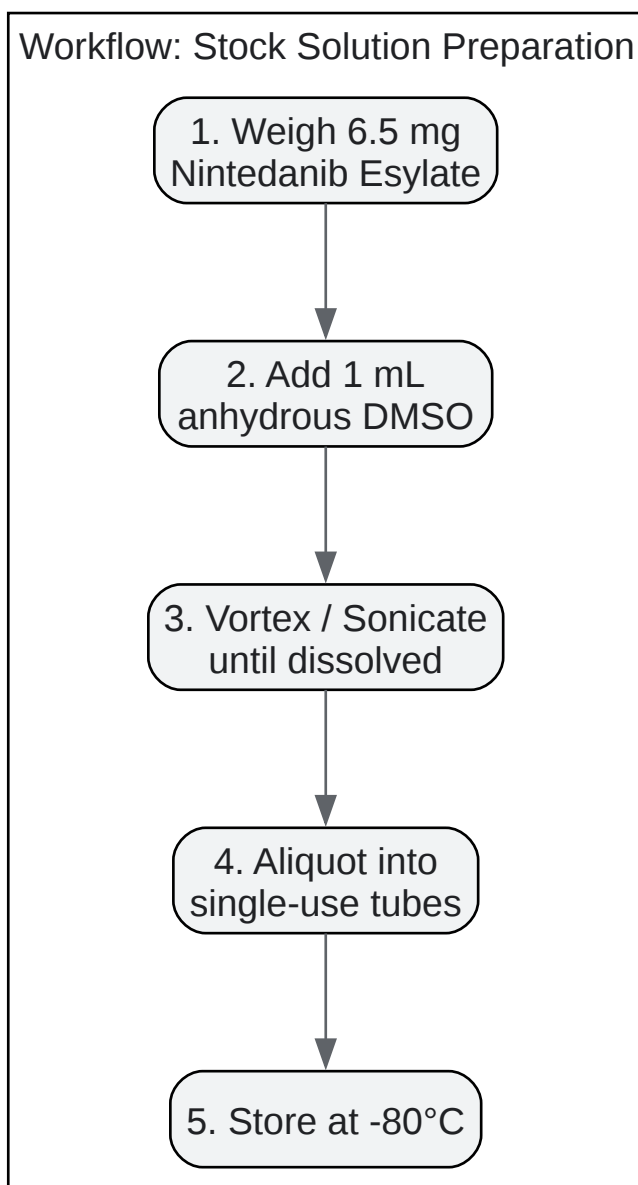 Workflow: Stock Solution Preparation
1. Weigh 6.5 mg
Nintedanib Esylate
2. Add 1 mL
anhydrous DMSO
3. Vortex / Sonicate
until dissolved
4. Aliquot into
single-use tubes
5. Store at -80°C